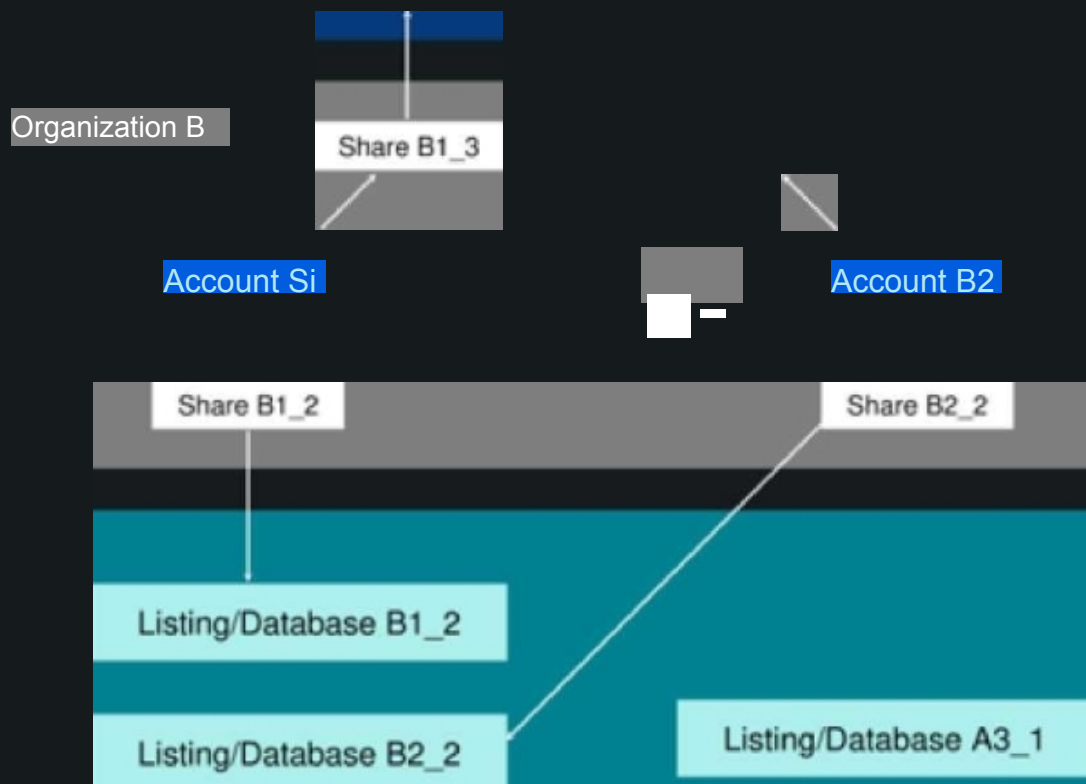 Organization B
Share B1_3
Account Si
Account B2
Share B1_2
Share B2_2
Listing/Database B1_2
Listing/Database B2_2
Listing/Database A3_1